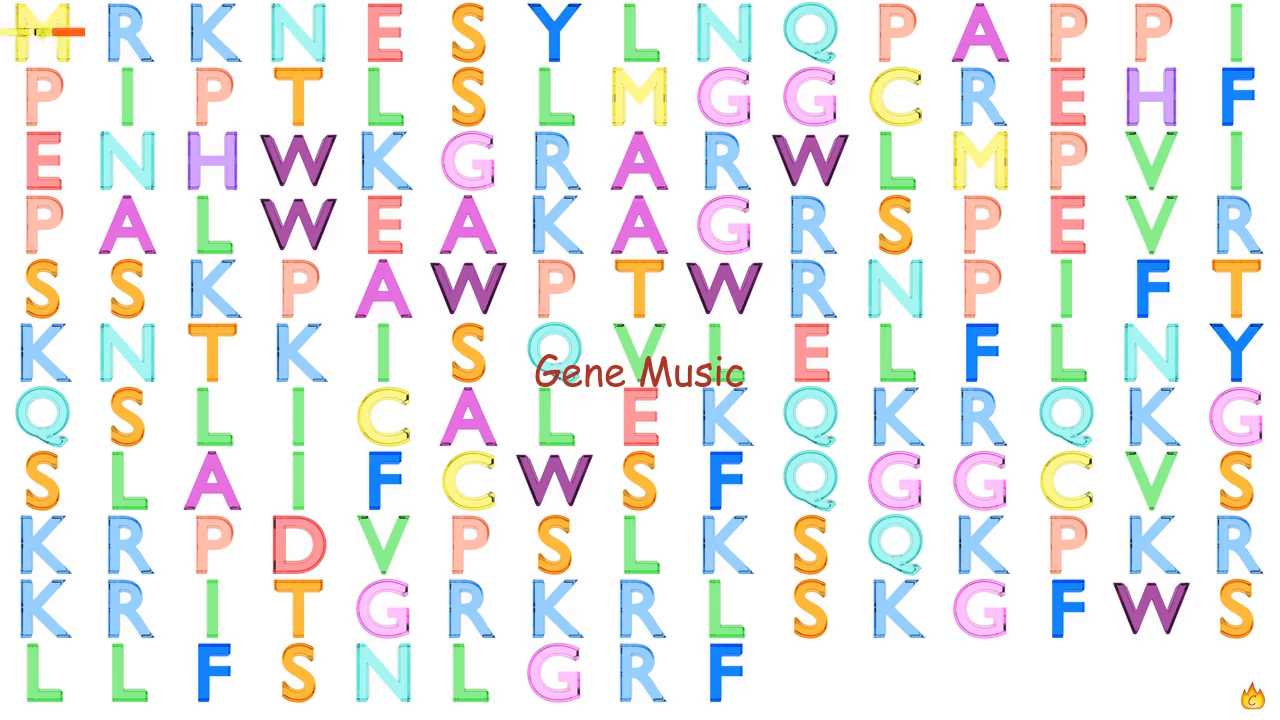 M R K N E S Y L N Q P A P P I
P I P T L S L M G G C R E H F
E N H W K G R A R W L M P V I
P A L W E A K A G R S P E V R
S S K P A W P T W R N P I F T
K N T K I S Q V L E L F L N Y
Gene Music
Q S L I C A L E K Q K R Q K G
S L A I F C W S F Q G G C V S
K R P D V P S L K S Q K P K R
K R I T G R K R L S K G F W S
L L F S N L G R F
C